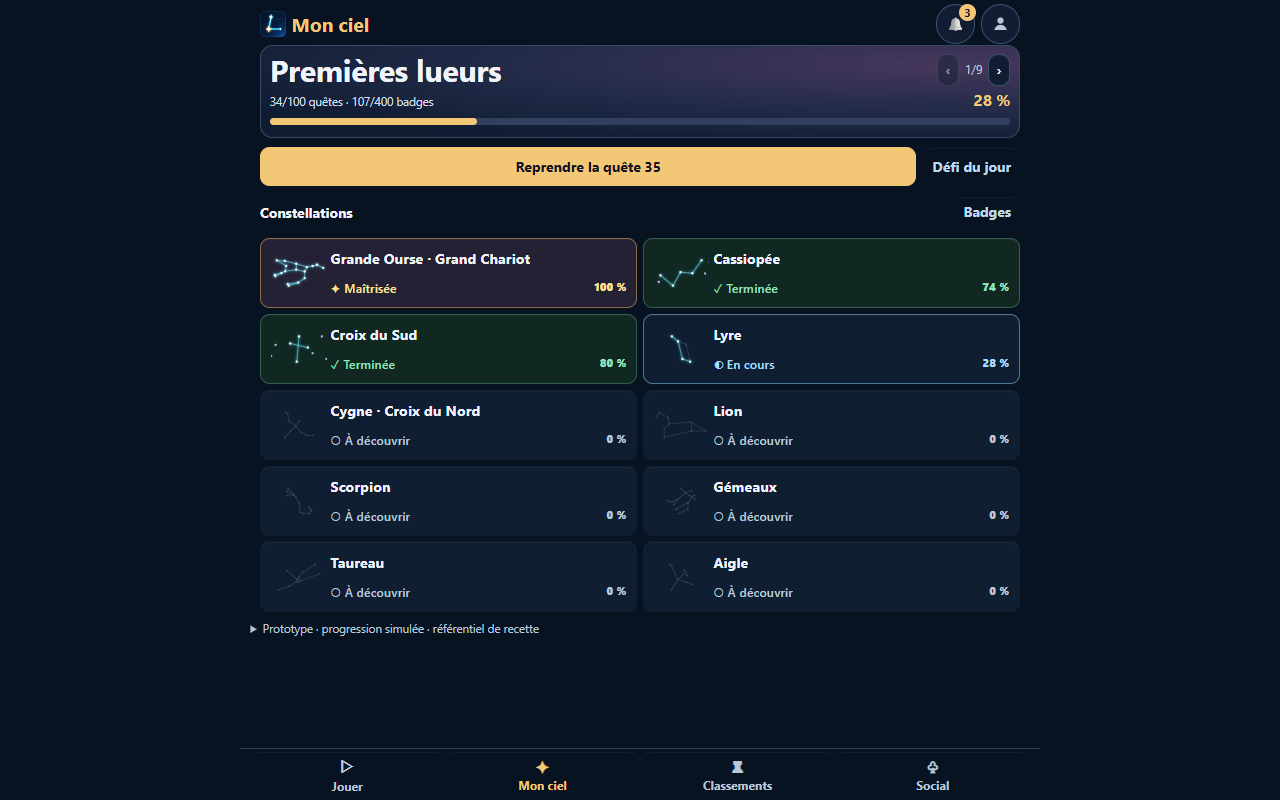 Mon ciel
3
Premières lueurs
‹ 1/9 ›
34/100 quêtes · 107/400 badges
28 %
Reprendre la quête 35
Défi du jour
Constellations
Badges
Grande Ourse · Grand Chariot
✦ Maîtrisée
100 %
Cassiopée
✓ Terminée
74 %
Croix du Sud
✓ Terminée
80 %
Lyre
◐ En cours
28 %
Cygne · Croix du Nord
○ À découvrir
0 %
Lion
○ À découvrir
0 %
Scorpion
○ À découvrir
0 %
Gémeaux
○ À découvrir
0 %
Taureau
○ À découvrir
0 %
Aigle
○ À découvrir
0 %
▶ Prototype · progression simulée · référentiel de recette
Jouer
Mon ciel
Classements
Social